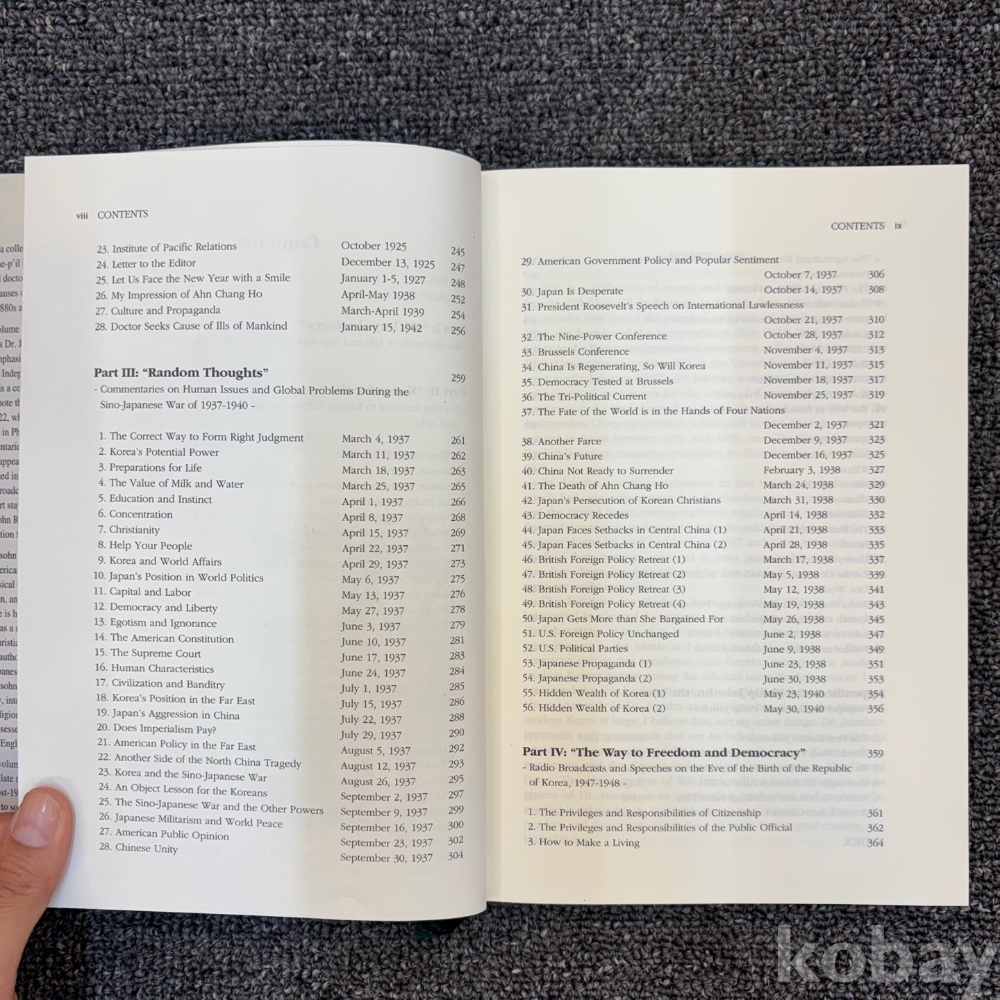 viii CONTENTS
23. Institute of Pacific Relations October 1925 245
24. Letter to the Editor December 13, 1925 247
25. Let Us Face the New Year with a Smile January 1-5, 1927 248
26. My Impression of Ahn Chang Ho April-May 1938 252
27. Culture and Propaganda March-April 1939 254
28. Doctor Seeks Cause of Ills of Mankind January 15, 1942 256
Part III: “Random Thoughts” 259
- Commentaries on Human Issues and Global Problems During the
Sino-Japanese War of 1937-1940 -
1. The Correct Way to Form Right Judgment March 4, 1937 261
2. Korea's Potential Power March 11, 1937 262
3. Preparations for Life March 18, 1937 263
4. The Value of Milk and Water March 25, 1937 265
5. Education and Instinct April 1, 1937 266
6. Concentration April 8, 1937 268
7. Christianity April 15, 1937 269
8. Help Your People April 22, 1937 271
9. Korea and World Affairs April 29, 1937 273
10. Japan's Position in World Politics May 6, 1937 275
11. Capital and Labor May 13, 1937 276
12. Democracy and Liberty May 27, 1937 278
13. Egotism and Ignorance June 3, 1937 279
14. The American Constitution June 10, 1937 281
15. The Supreme Court June 17, 1937 283
16. Human Characteristics June 24, 1937 284
17. Civilization and Banditry July 1, 1937 285
18. Korea's Position in the Far East July 15, 1937 286
19. Japan's Aggression in China July 22, 1937 288
20. Does Imperialism Pay? July 29, 1937 290
21. American Policy in the Far East August 5, 1937 292
22. Another Side of the North China Tragedy August 12, 1937 293
23. Korea and the Sino-Japanese War August 26, 1937 295
24. An Object Lesson for the Koreans September 2, 1937 297
25. The Sino-Japanese War and the Other Powers September 9, 1937 299
26. Japanese Militarism and World Peace September 16, 1937 300
27. American Public Opinion September 23, 1937 302
28. Chinese Unity September 30, 1937 304
CONTENTS ix
29. American Government Policy and Popular Sentiment
October 7, 1937 306
30. Japan Is Desperate October 14, 1937 308
31. President Roosevelt's Speech on International Lawlessness
October 21, 1937 310
32. The Nine-Power Conference October 28, 1937 312
33. Brussels Conference November 4, 1937 313
34. China Is Regenerating, So Will Korea November 11, 1937 315
35. Democracy Tested at Brussels November 18, 1937 317
36. The Tri-Political Current November 25, 1937 319
37. The Fate of the World is in the Hands of Four Nations
December 2, 1937 321
38. Another Farce December 9, 1937 323
39. China's Future December 16, 1937 325
40. China Not Ready to Surrender February 3, 1938 327
41. The Death of Ahn Chang Ho March 24, 1938 329
42. Japan's Persecution of Korean Christians March 31, 1938 330
43. Democracy Recedes April 14, 1938 332
44. Japan Faces Setbacks in Central China (1) April 21, 1938 333
45. Japan Faces Setbacks in Central China (2) April 28, 1938 335
46. British Foreign Policy Retreat (1) March 17, 1938 337
47. British Foreign Policy Retreat (2) May 5, 1938 339
48. British Foreign Policy Retreat (3) May 12, 1938 341
49. British Foreign Policy Retreat (4) May 19, 1938 343
50. Japan Gets More than She Bargained For May 26, 1938 345
51. U.S. Foreign Policy Unchanged June 2, 1938 347
52. U.S. Political Parties June 9, 1938 349
53. Japanese Propaganda (1) June 23, 1938 351
54. Japanese Propaganda (2) June 30, 1938 353
55. Hidden Wealth of Korea (1) May 23, 1940 354
56. Hidden Wealth of Korea (2) May 30, 1940 356
Part IV: “The Way to Freedom and Democracy” 359
- Radio Broadcasts and Speeches on the Eve of the Birth of the Republic
of Korea, 1947-1948 -
1. The Privileges and Responsibilities of Citizenship 361
2. The Privileges and Responsibilities of the Public Official 362
3. How to Make a Living 364
kobay